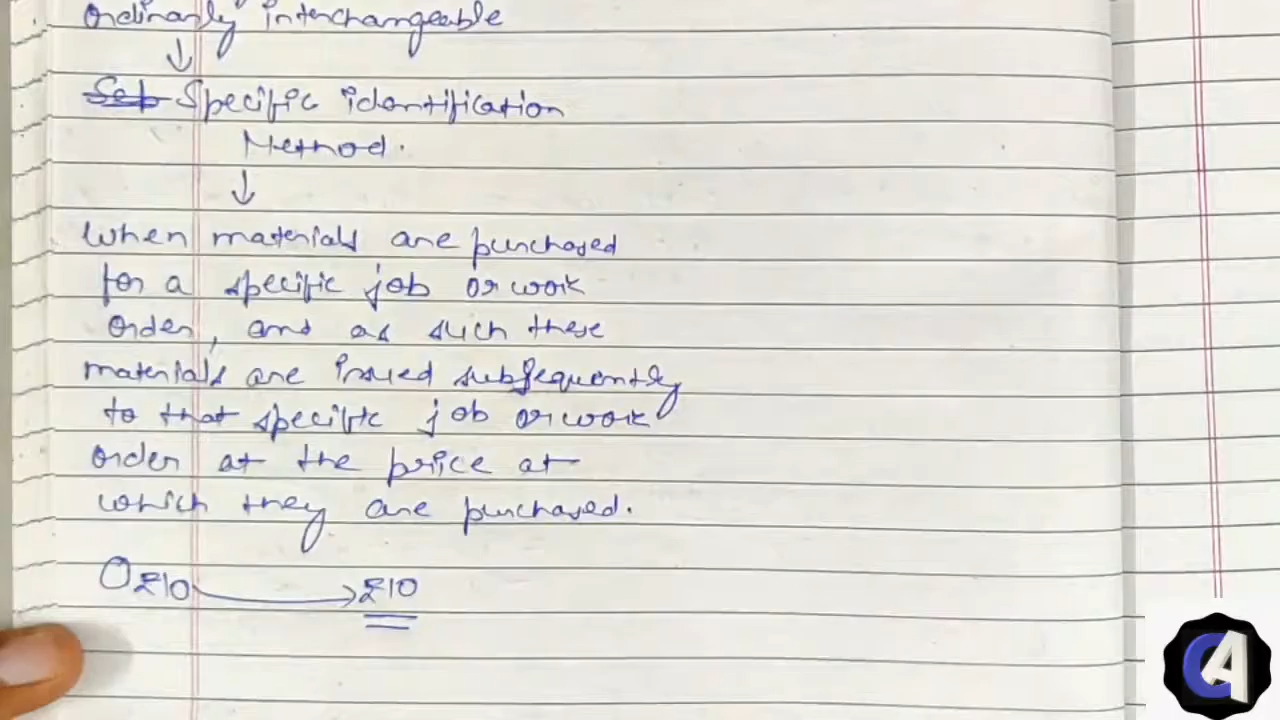 Ordinarily interchangeable
↓
Specific identification
Method.
↓
When materials are purchased
for a specific job or work
order, and as such these
materials are issued subsequently
to that specific job or work
order at the price at
which they are purchased.
₹10 → ₹10
CA